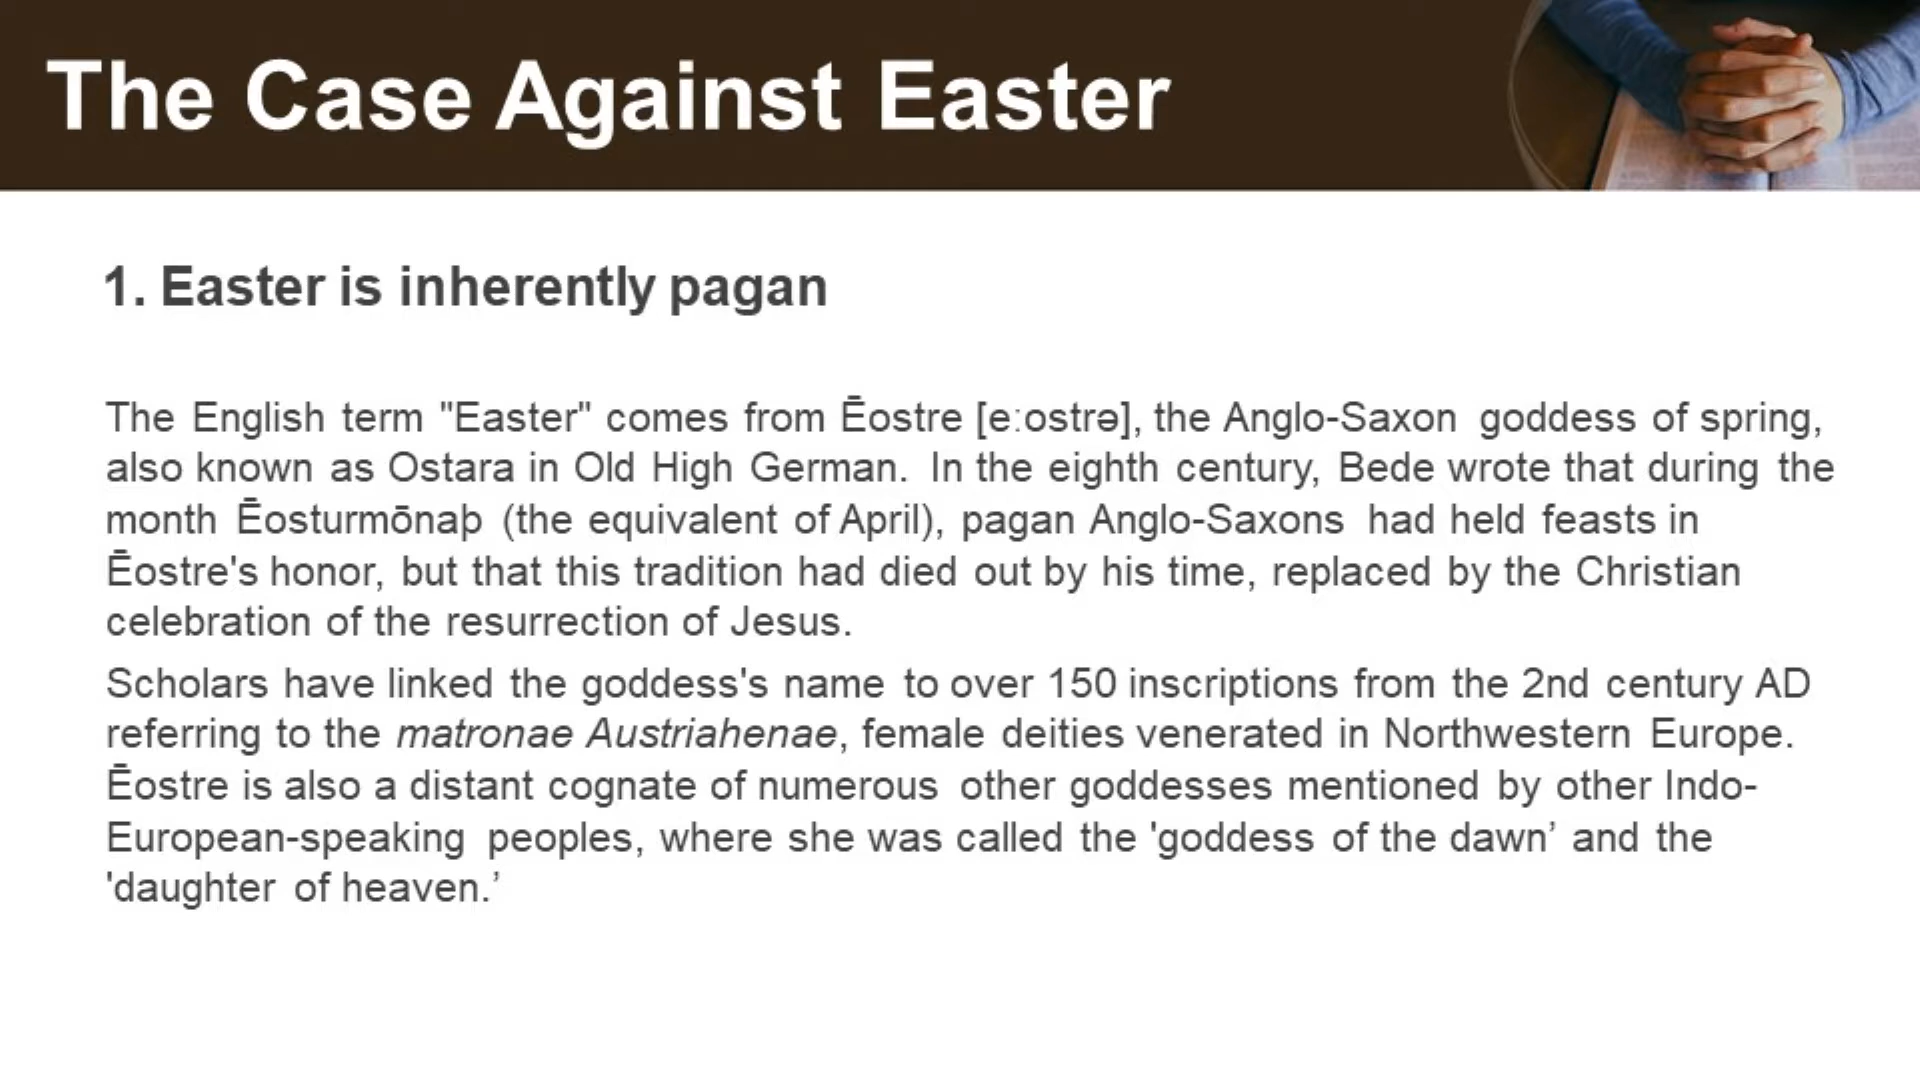 The Case Against Easter
1. Easter is inherently pagan
The English term "Easter" comes from Ēostre [eːostrə], the Anglo-Saxon goddess of spring,
also known as Ostara in Old High German. In the eighth century, Bede wrote that during the
month Ēosturmōnaþ (the equivalent of April), pagan Anglo-Saxons had held feasts in
Ēostre's honor, but that this tradition had died out by his time, replaced by the Christian
celebration of the resurrection of Jesus.
Scholars have linked the goddess's name to over 150 inscriptions from the 2nd century AD
referring to the matronae Austriahenae, female deities venerated in Northwestern Europe.
Ēostre is also a distant cognate of numerous other goddesses mentioned by other Indo-
European-speaking peoples, where she was called the 'goddess of the dawn’ and the
'daughter of heaven.’